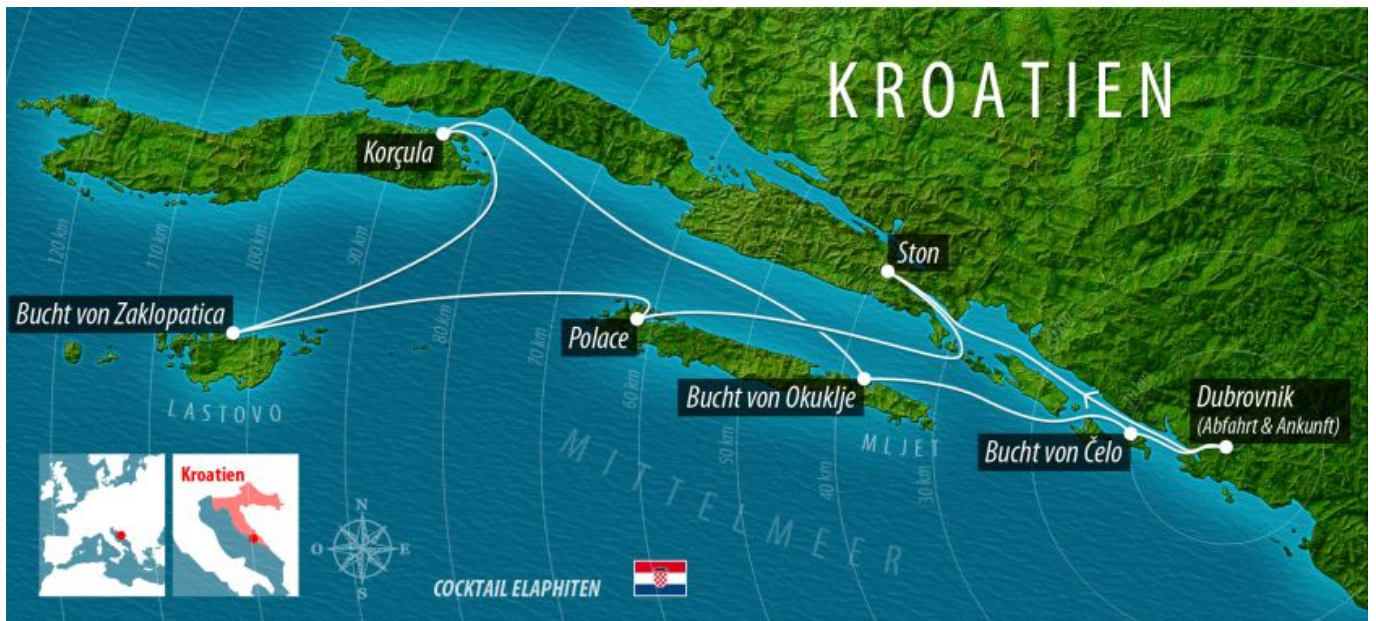 KROATIEN
Korçula
Ston
120 km
110 km
100 km
90 km
80 km
70 km
60 km
50 km
40 km
30 km
Bucht von Zaklopatica
Polace
Bucht von Okuklje
Dubrovnik
(Abfahrt & Ankunft)
Bucht von Čelo
LASTOVO
MLJET
MITTELMEER
Kroatien
N
O
E
S
COCKTAIL ELAPHITEN